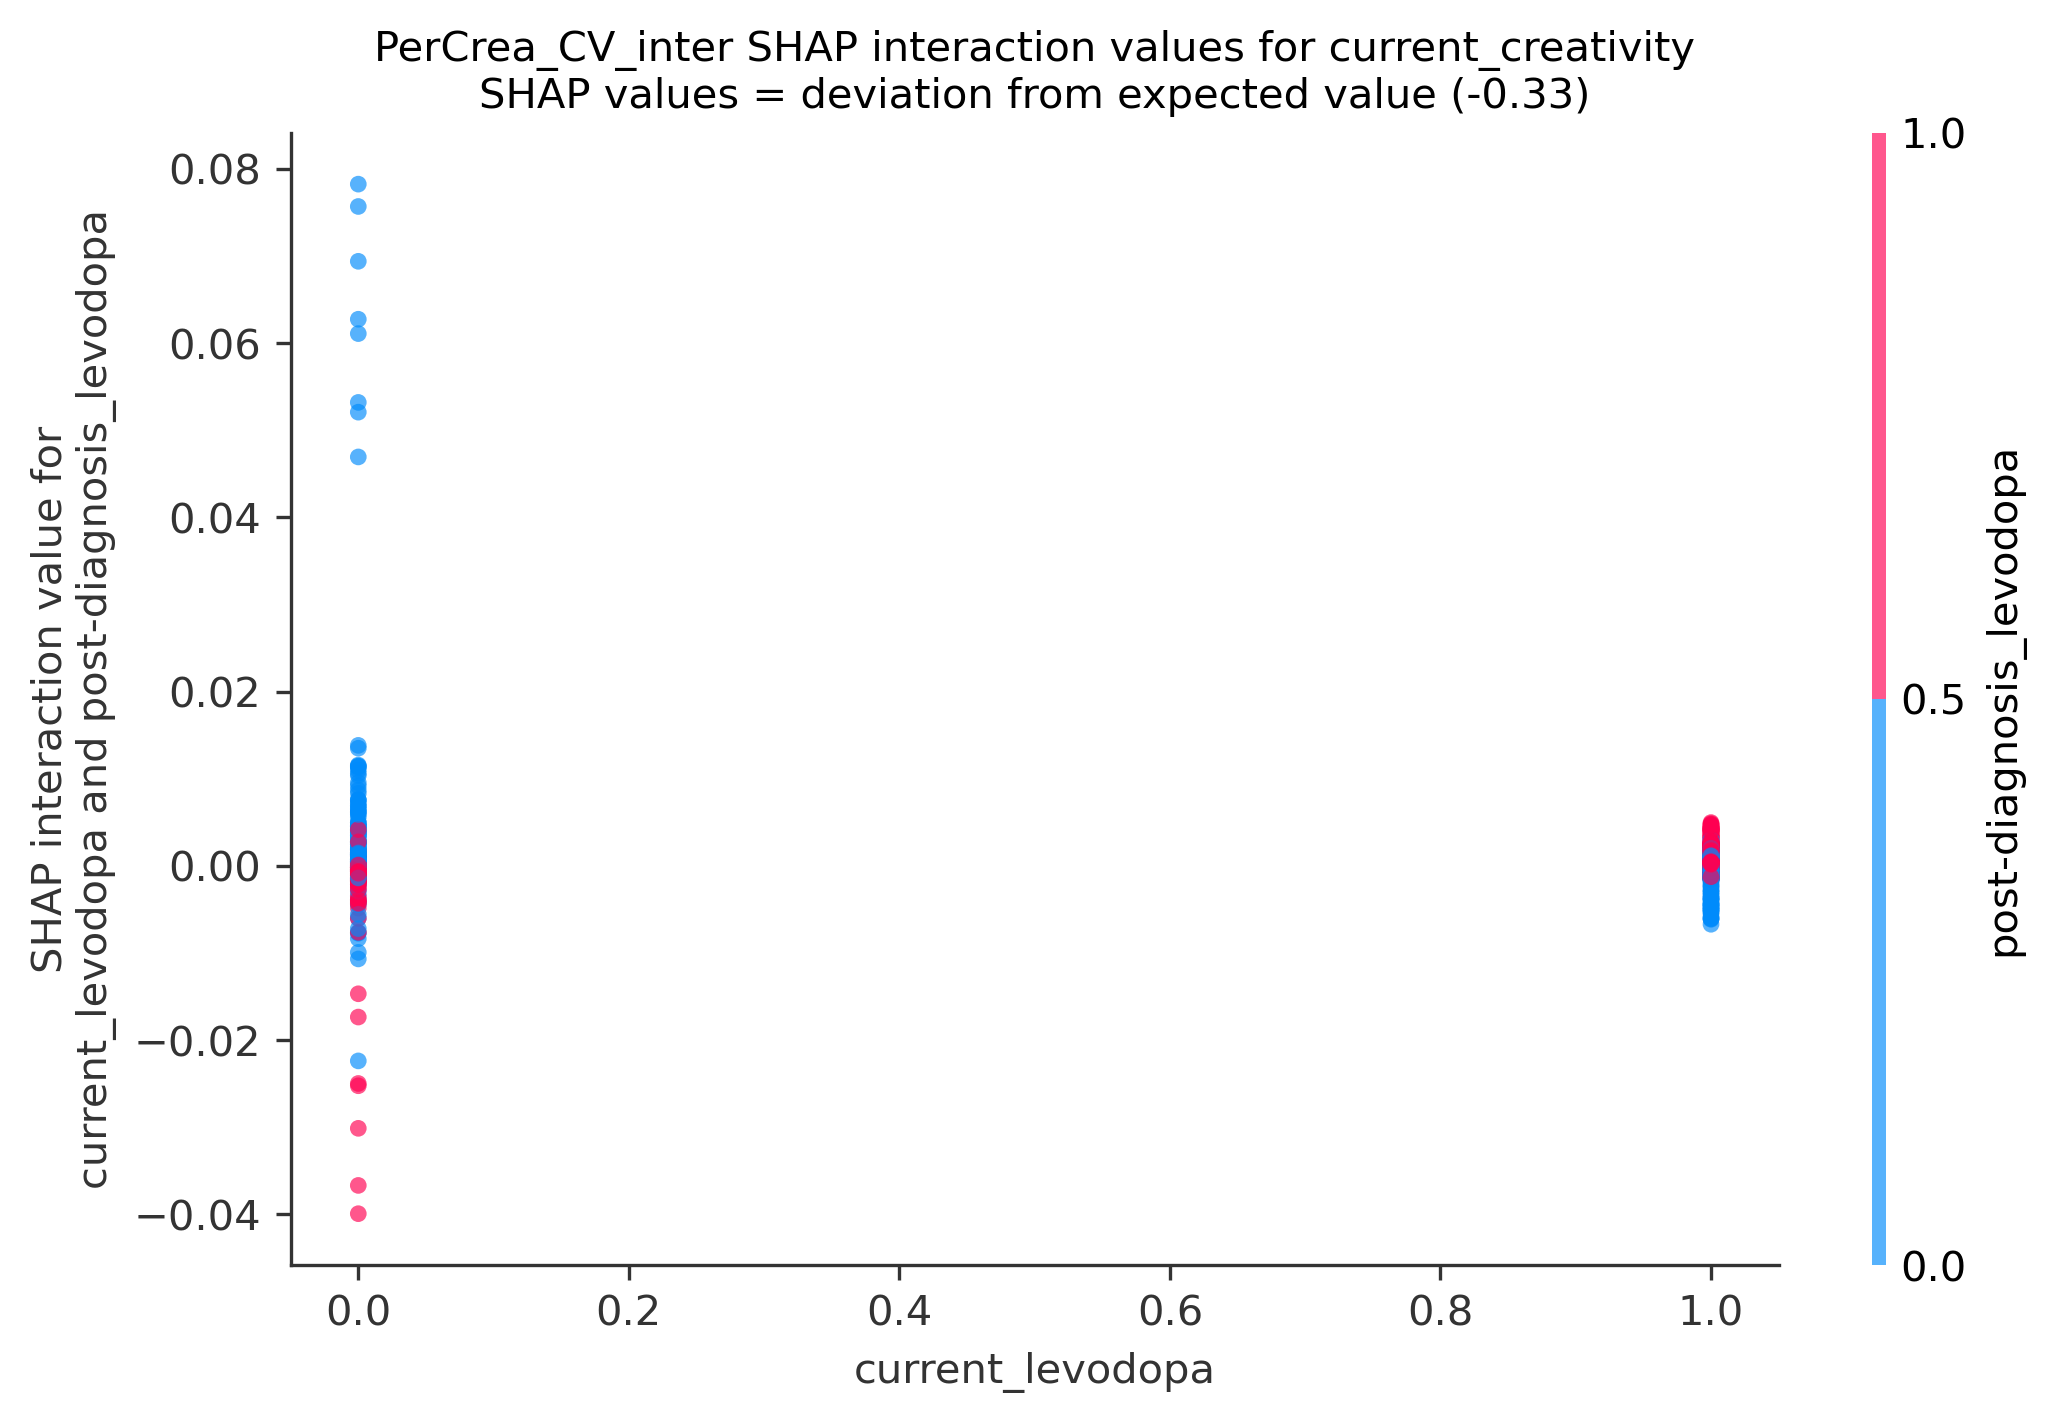 PerCrea_CV_inter SHAP interaction values for current_creativity
SHAP values = deviation from expected value (-0.33)
SHAP interaction value for
current_levodopa and post-diagnosis_levodopa
0.08
0.06
0.04
0.02
0.00
−0.02
−0.04
0.0
0.2
0.4
0.6
0.8
1.0
current_levodopa
1.0
0.5
0.0
post-diagnosis_levodopa